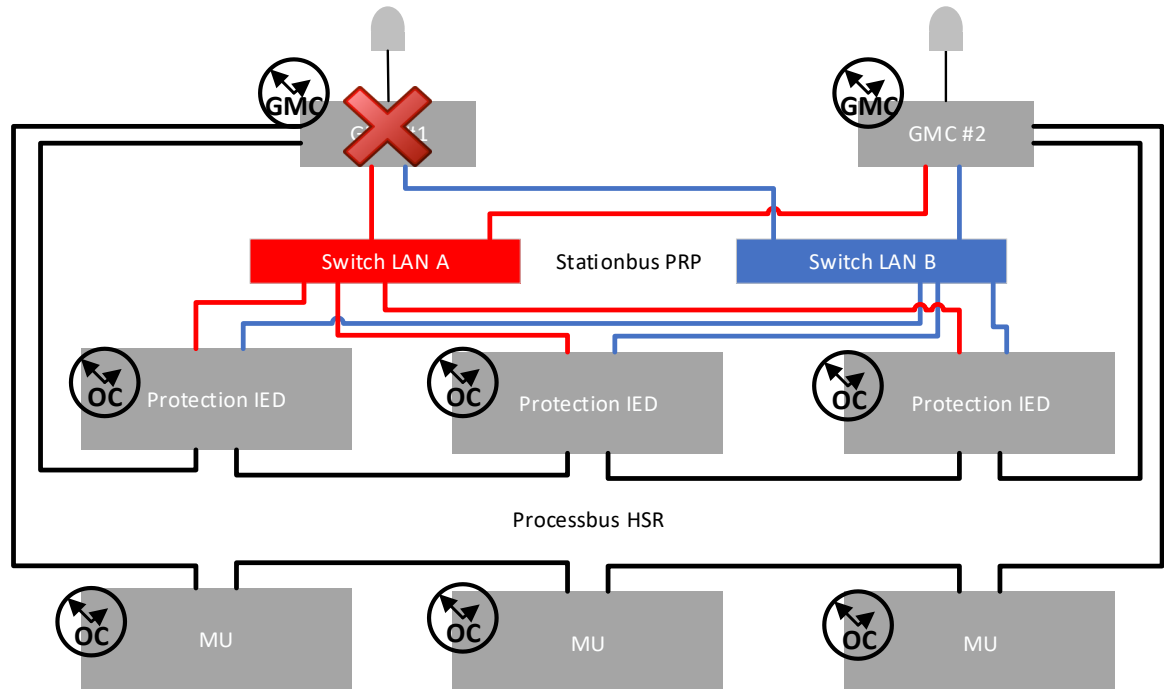 GMC
GMC
GMC #2
Switch LAN A
Stationbus PRP
Switch LAN B
OC
Protection IED
OC
Protection IED
OC
Protection IED
Processbus HSR
OC
MU
OC
MU
OC
MU